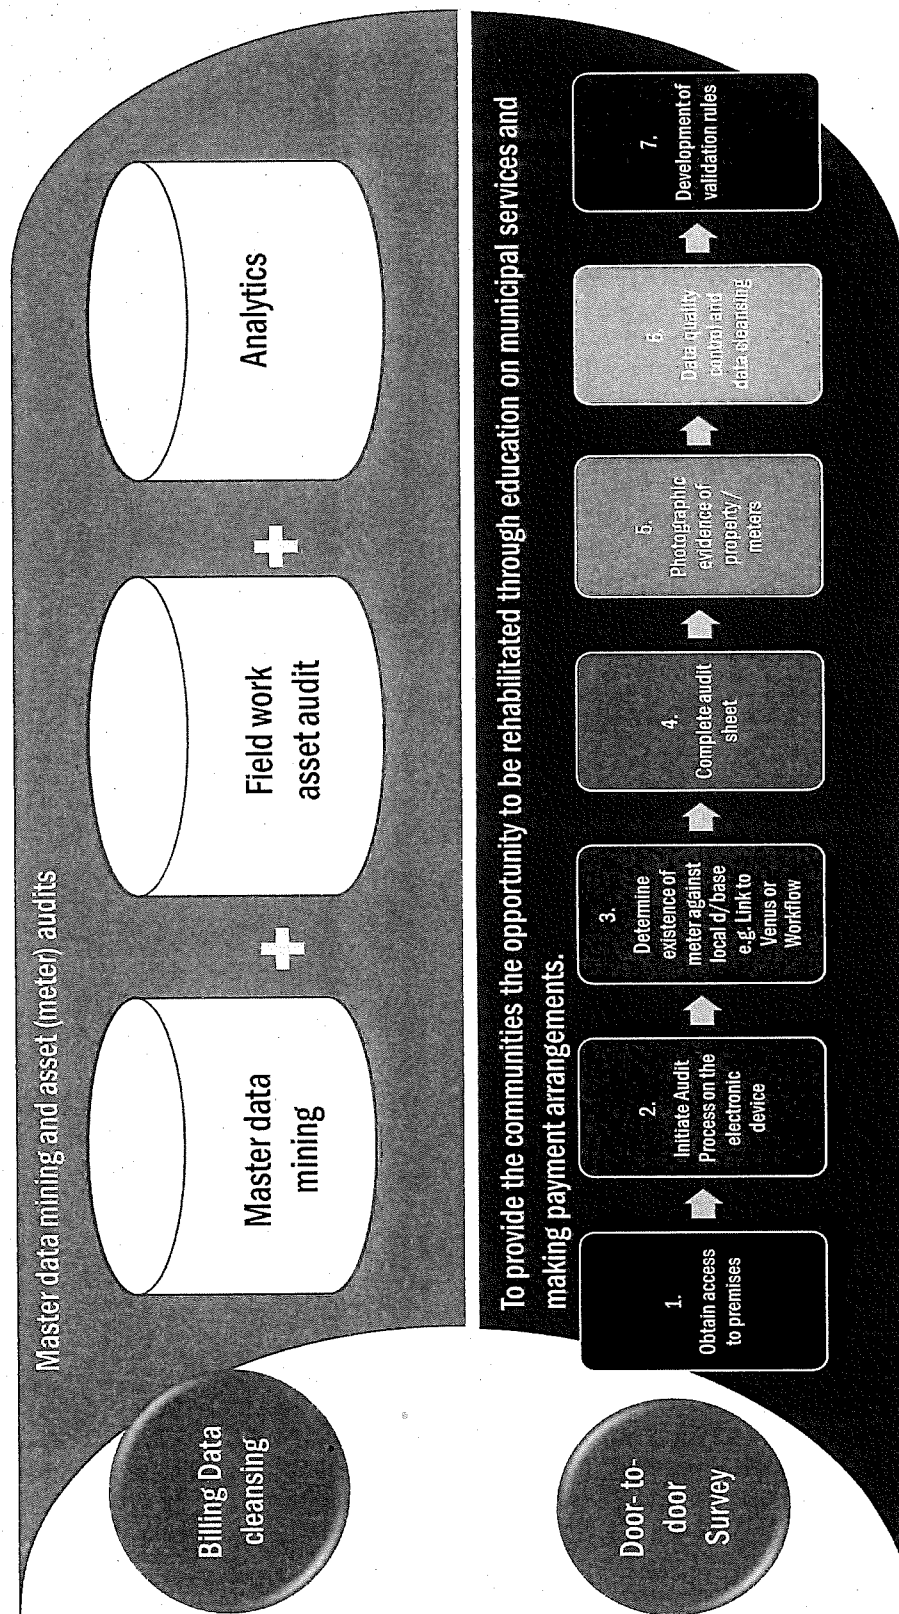 Master data mining and asset (meter) audits
Billing Data
cleansing
Master data
mining
Field work
asset audit
Analytics
Door-to-
door
Survey
To provide the communities the opportunity to be rehabilitated through education on municipal services and
making payment arrangements.
1.
Obtain access
to premises
2.
Initiate Audit
Process on the
electronic
device
3.
Determine
existence of
meter against
local d/base
e.g. Link to
Venus or
Workflow
4.
Complete audit
sheet
5.
Photographic
evidence of
property/
meters
6.
Data quality
control and
data cleansing
7.
Development of
validation rules